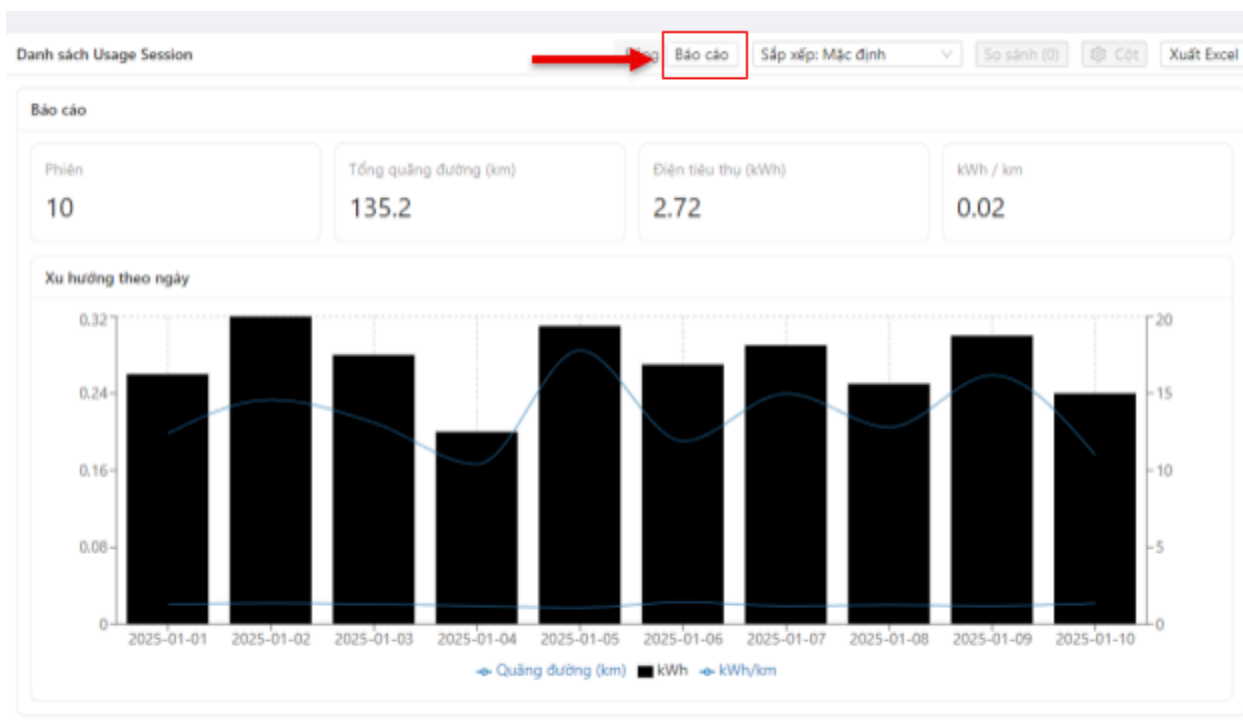 Danh sách Usage Session
Báo cáo
Sắp xếp: Mặc định
So sánh (0)
Cột
Xuất Excel
Báo cáo
Phiên
10
Tổng quãng đường (km)
135.2
Điện tiêu thụ (kWh)
2.72
kWh / km
0.02
Xu hướng theo ngày
0.32
0.24
0.16
0.08
0
20
15
10
5
0
2025-01-01 2025-01-02 2025-01-03 2025-01-04 2025-01-05 2025-01-06 2025-01-07 2025-01-08 2025-01-09 2025-01-10
Quãng đường (km) kWh kWh/km